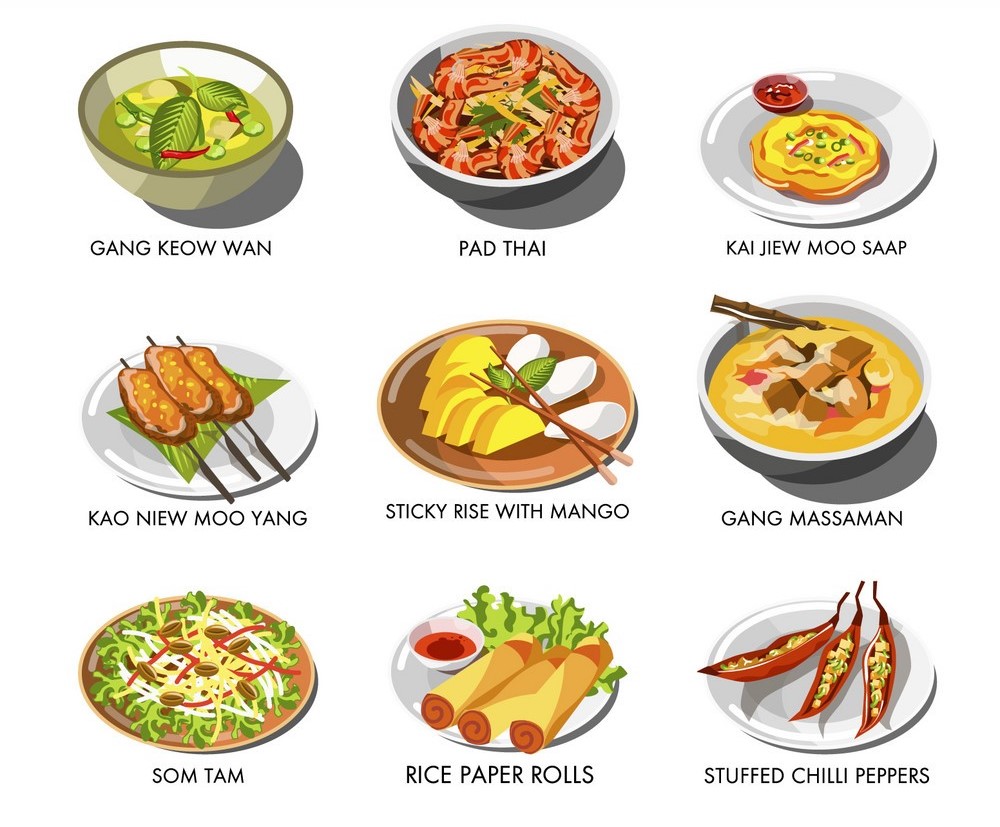 GANG KEOW WAN
PAD THAI
KAI JIEW MOO SAAP
KAO NIEW MOO YANG
STICKY RISE WITH MANGO
GANG MASSAMAN
SOM TAM
RICE PAPER ROLLS
STUFFED CHILLI PEPPERS